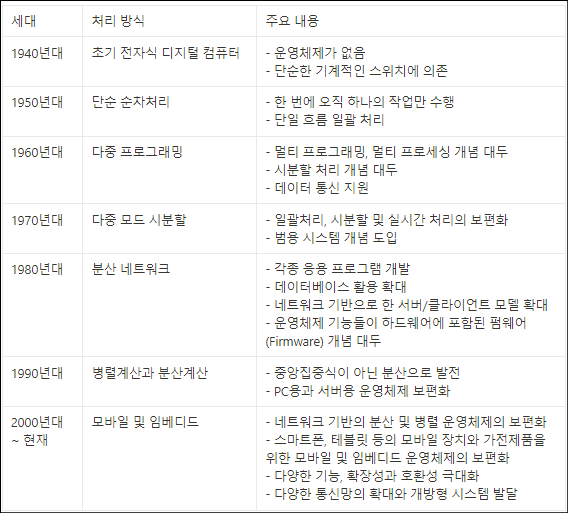 세대 처리 방식 주요 내용
1940년대 초기 전자식 디지털 컴퓨터 - 운영체제가 없음
- 단순한 기계적인 스위치에 의존
1950년대 단순 순차처리 - 한 번에 오직 하나의 작업만 수행
- 단일 흐름 일괄 처리
1960년대 다중 프로그래밍 - 멀티 프로그래밍, 멀티 프로세싱 개념 대두
- 시분할 처리 개념 대두
- 데이터 통신 지원
1970년대 다중 모드 시분할 - 일괄처리, 시분할 및 실시간 처리의 보편화
- 범용 시스템 개념 도입
1980년대 분산 네트워크 - 각종 응용 프로그램 개발
- 데이터베이스 활용 확대
- 네트워크 기반으로 한 서버/클라이언트 모델 확대
- 운영체제 기능들이 하드웨어에 포함된 펌웨어
(Firmware) 개념 대두
1990년대 병렬계산과 분산계산 - 중앙집중식이 아닌 분산으로 발전
- PC용과 서버용 운영체제 보편화
2000년대 모바일 및 임베디드 - 네트워크 기반의 분산 및 병렬 운영체제의 보편화
~ 현재 - 스마트폰, 테블릿 등의 모바일 장치와 가전제품을
위한 모바일 및 임베디드 운영체제의 보편화
- 다양한 기능, 확장성과 호환성 극대화
- 다양한 통신망의 확대와 개방형 시스템 발달